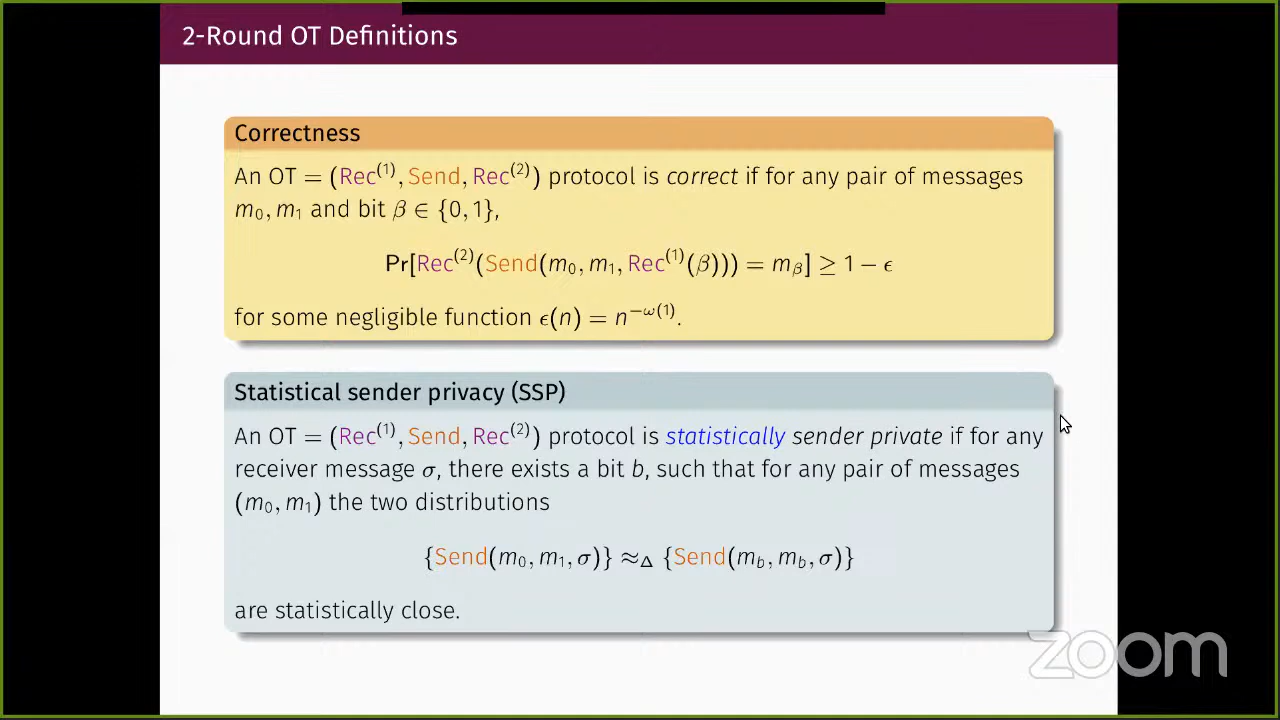 2-Round OT Definitions
Correctness
An OT = (Rec⁽¹⁾, Send, Rec⁽²⁾) protocol is correct if for any pair of messages
m₀, m₁ and bit β ∈ {0, 1},
Pr[Rec⁽²⁾(Send(m₀, m₁, Rec⁽¹⁾(β))) = m_β] ≥ 1 − ϵ
for some negligible function ϵ(n) = n^{−ω(1)}.
Statistical sender privacy (SSP)
An OT = (Rec⁽¹⁾, Send, Rec⁽²⁾) protocol is statistically sender private if for any
receiver message σ, there exists a bit b, such that for any pair of messages
(m₀, m₁) the two distributions
{Send(m₀, m₁, σ)} ≈_Δ {Send(m_b, m_b, σ)}
are statistically close.
zoom